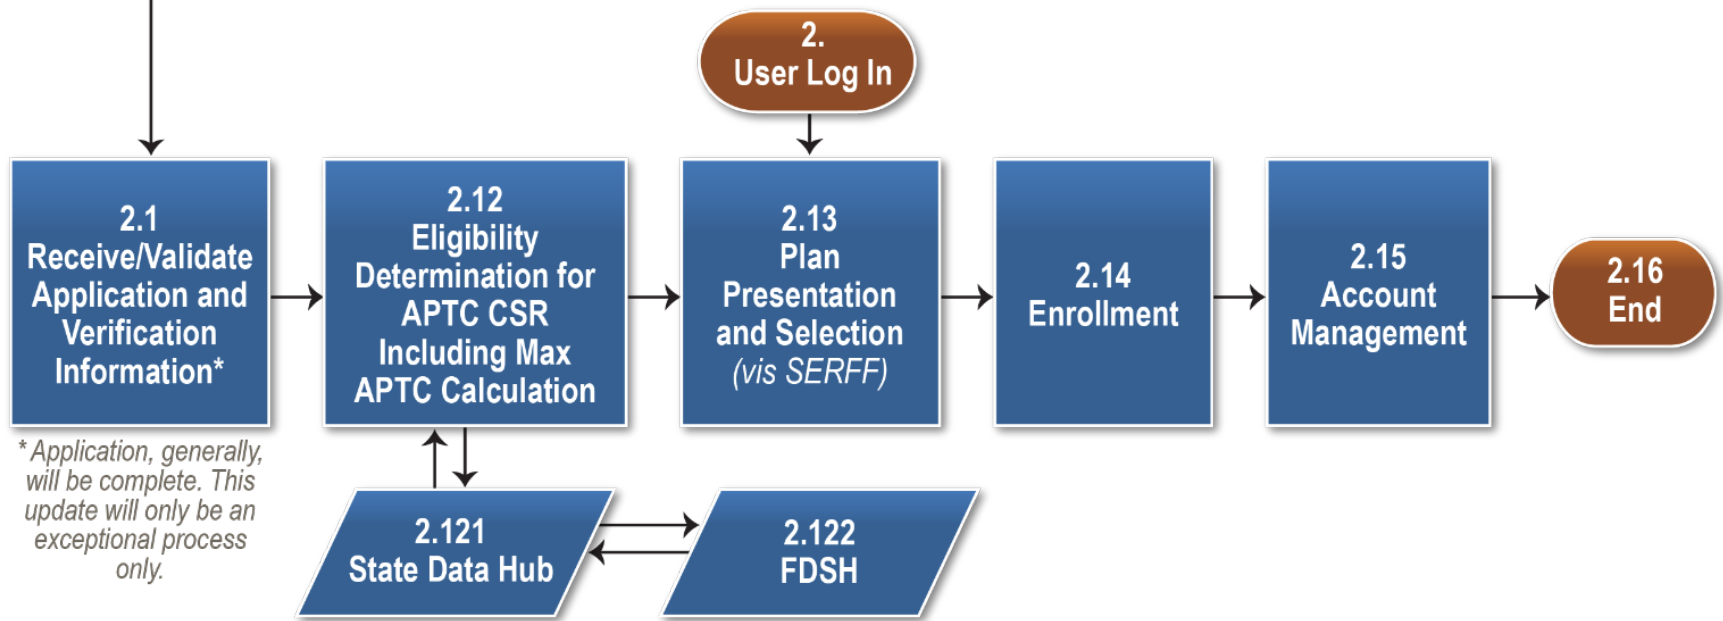 2.
User Log In
2.1
Receive/Validate
Application and
Verification
Information*
2.12
Eligibility
Determination for
APTC CSR
Including Max
APTC Calculation
2.13
Plan
Presentation
and Selection
(vis SERFF)
2.14
Enrollment
2.15
Account
Management
2.16
End
* Application, generally,
will be complete. This
update will only be an
exceptional process
only.
2.121
State Data Hub
2.122
FDSH